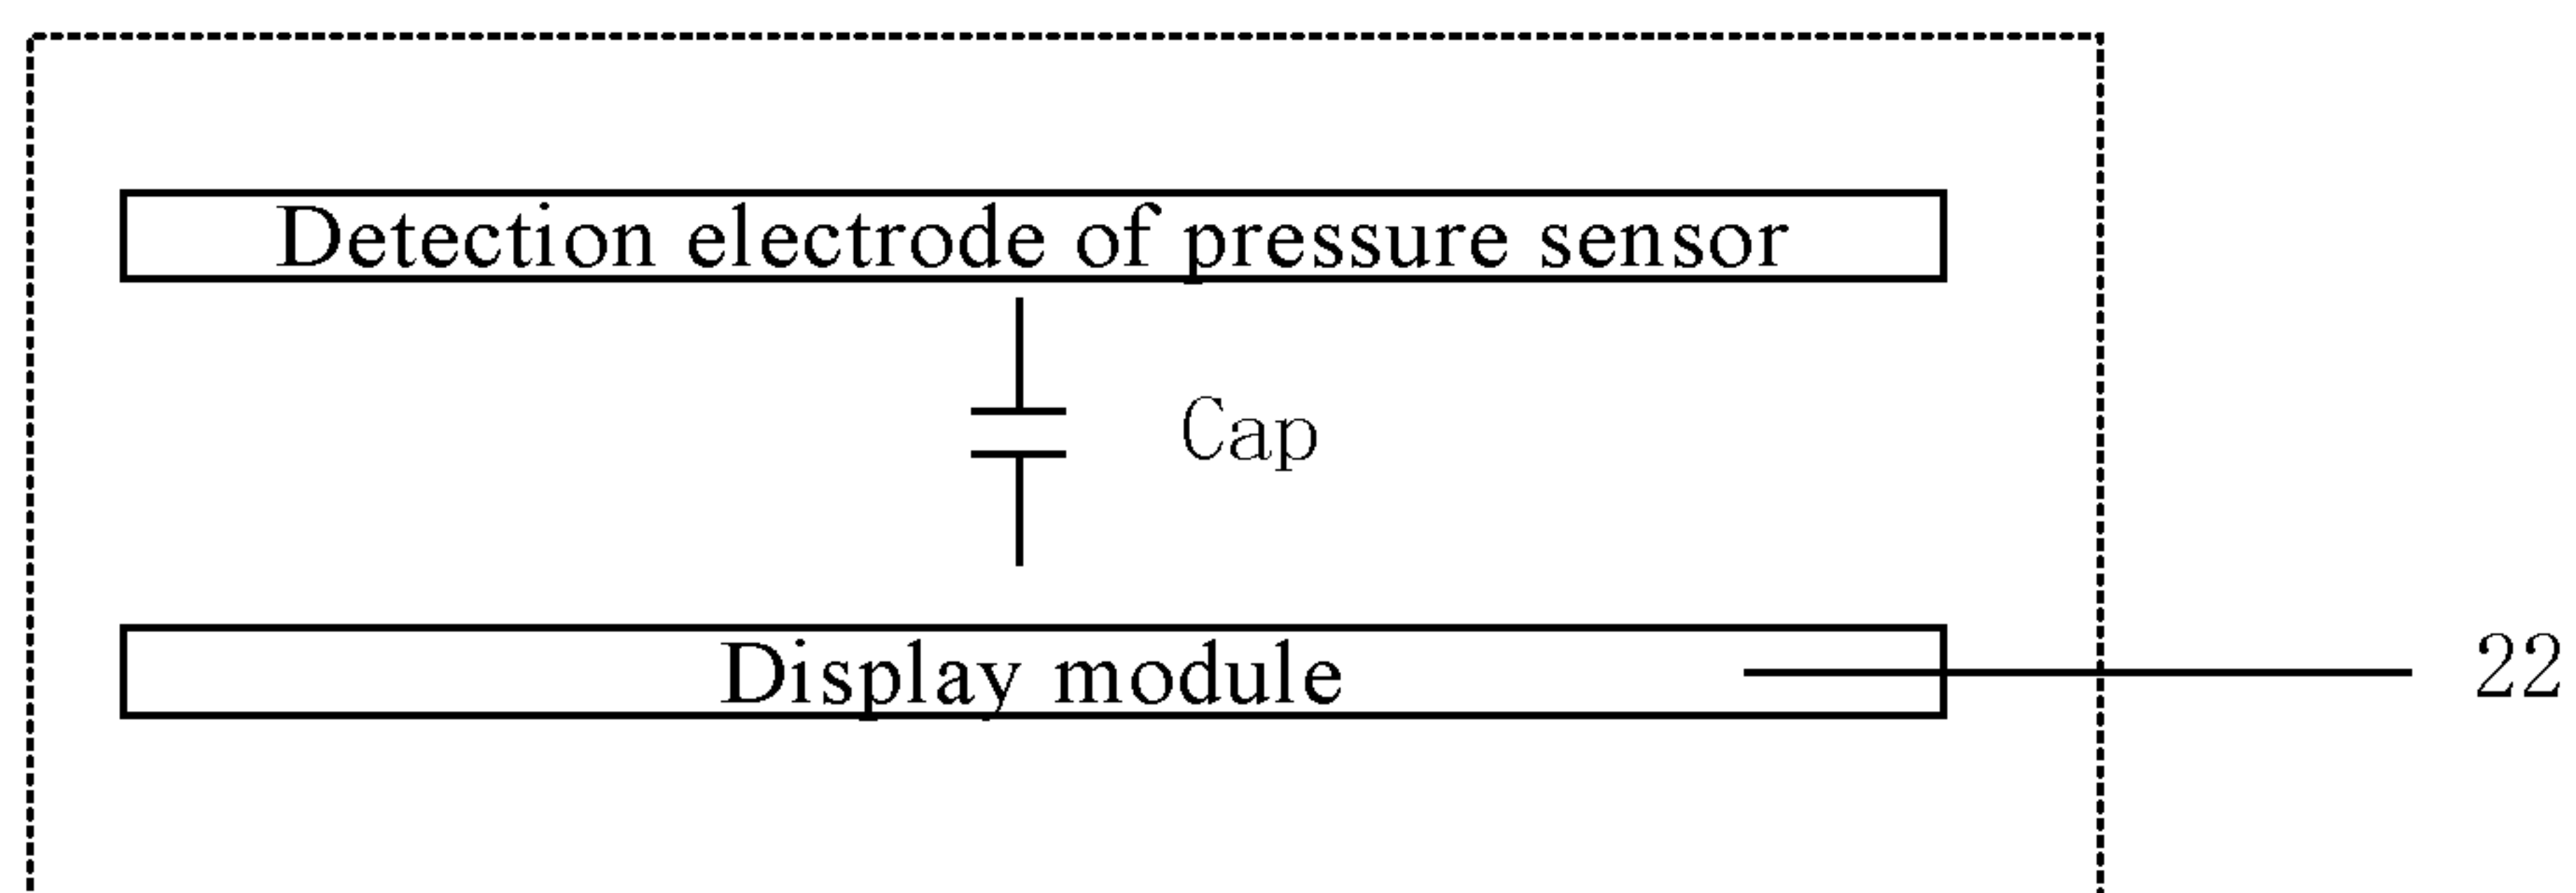 Detection electrode of pressure sensor
Cap
Display module
22